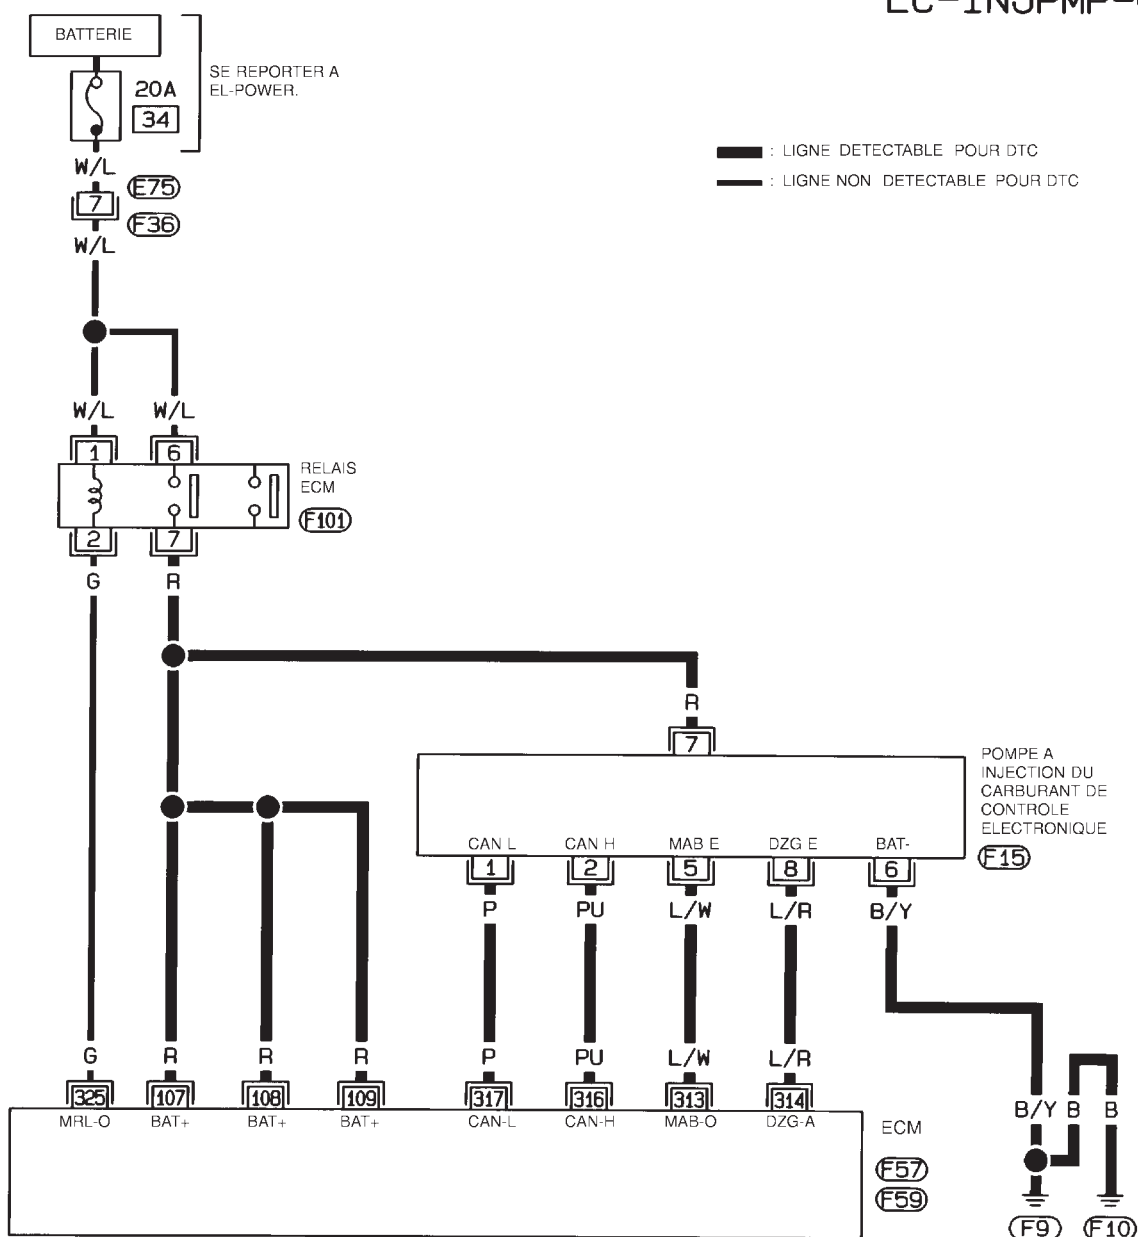 EC-INJPMP-
BATTERIE
SE REPORTER A
EL-POWER.
20A
34
: LIGNE DETECTABLE POUR DTC
: LIGNE NON DETECTABLE POUR DTC
W/L
E75
7
F36
W/L
W/L W/L
1 6
RELAIS
ECM
F101
2 7
G R
R
7
POMPE A
INJECTION DU
CARBURANT DE
CONTROLE
ELECTRONIQUE
F15
CAN L CAN H MAB E DZG E BAT-
1 2 5 8 6
P PU L/W L/R B/Y
G R R R P PU L/W L/R
325 107 108 109 317 316 313 314
MRL-O BAT+ BAT+ BAT+ CAN-L CAN-H MAB-O DZG-A
ECM
F57
F59
B/Y B B
F9 F10